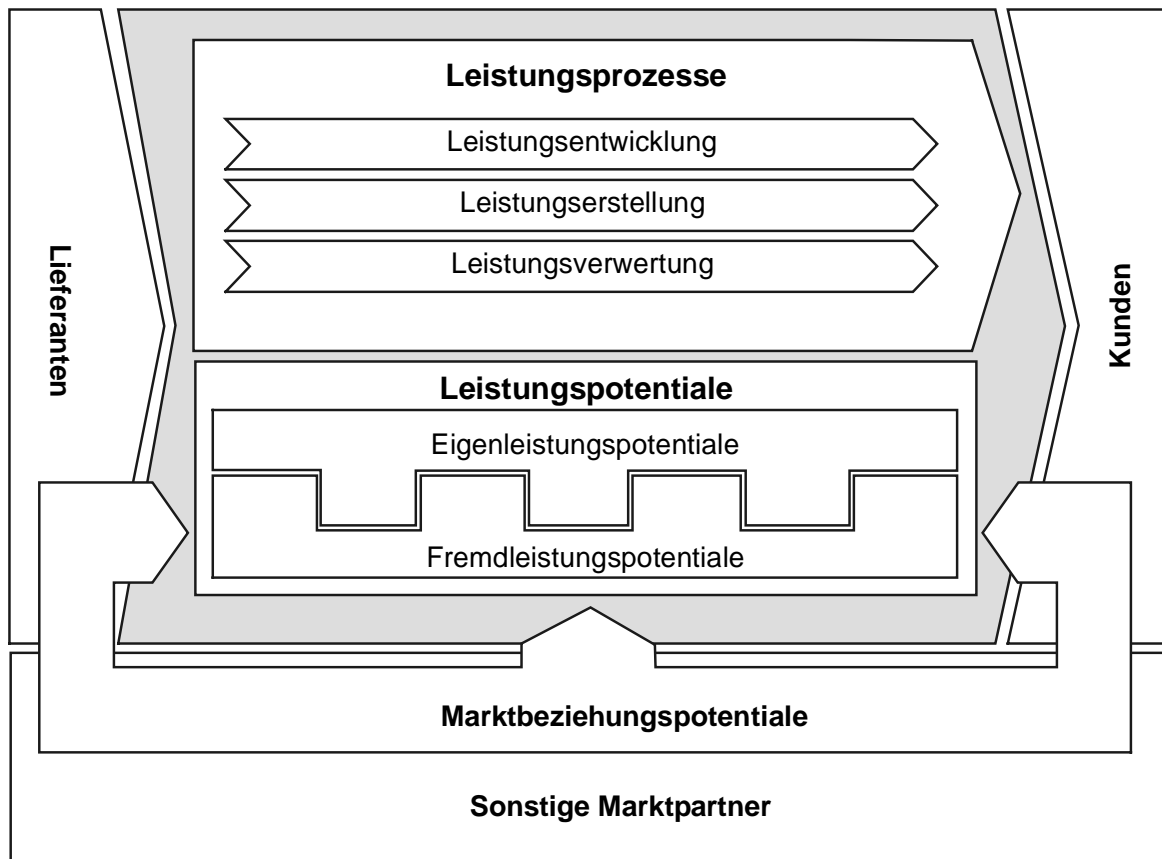 Leistungsprozesse
Leistungsentwicklung
Leistungserstellung
Leistungsverwertung
Lieferanten
Kunden
Leistungspotentiale
Eigenleistungspotentiale
Fremdleistungspotentiale
Marktbeziehungspotentiale
Sonstige Marktpartner